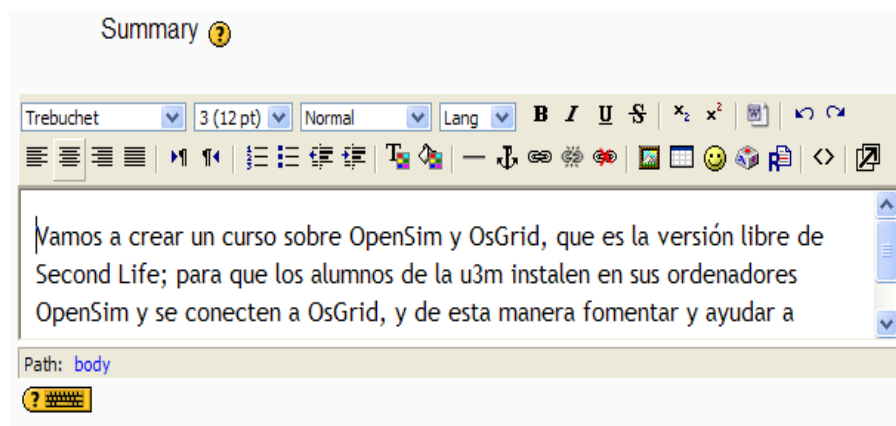 Summary
Trebuchet 3 (12 pt) Normal Lang B I U S x₂ x²
Vamos a crear un curso sobre OpenSim y OsGrid, que es la versión libre de
Second Life; para que los alumnos de la u3m instalen en sus ordenadores
OpenSim y se conecten a OsGrid, y de esta manera fomentar y ayudar a
Path: body